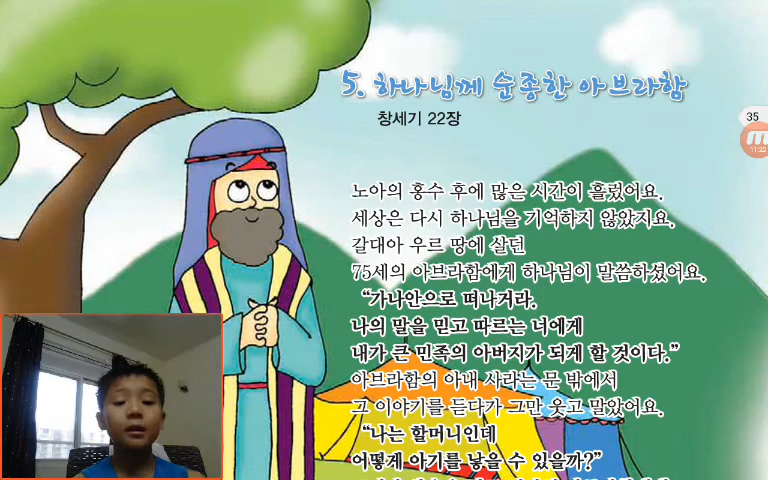 5. 하나님께 순종한 아브라함
창세기 22장
35
11:22
노아의 홍수 후에 많은 시간이 흘렀어요.
세상은 다시 하나님을 기억하지 않았지요.
갈대아 우르 땅에 살던
75세의 아브라함에게 하나님이 말씀하셨어요.
“가나안으로 떠나거라.
나의 말을 믿고 따르는 너에게
내가 큰 민족의 아버지가 되게 할 것이다.”
아브라함의 아내 사라는 문 밖에서
그 이야기를 듣다가 그만 웃고 말았어요.
“나는 할머니인데
어떻게 아기를 낳을 수 있을까?”